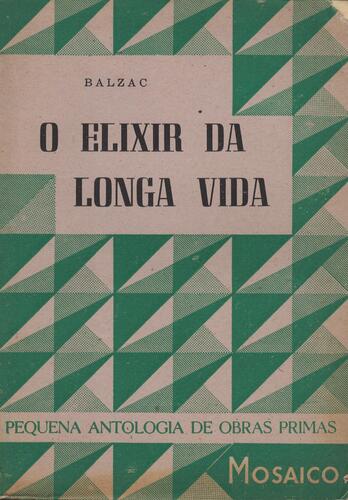 BALZAC
O ELIXIR DA
LONGA VIDA
PEQUENA ANTOLOGIA DE OBRAS PRIMAS
MOSAICO